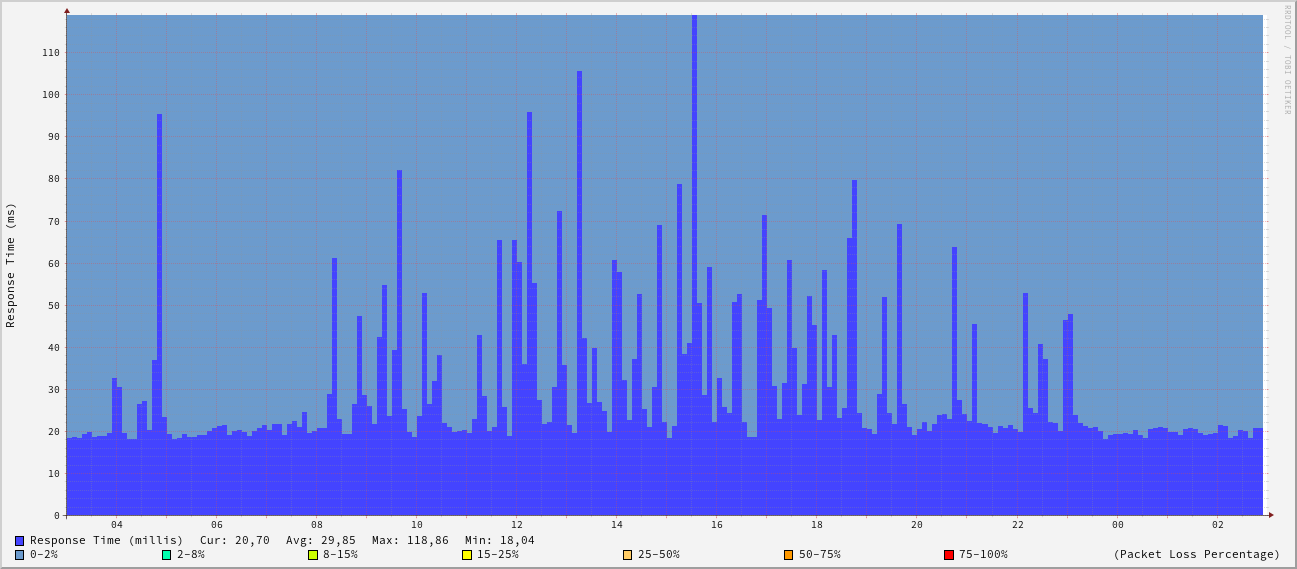 RRDTOOL / TOBI OETIKER
Response Time (ms)
110
100
90
80
70
60
50
40
30
20
10
0
04 06 08 10 12 14 16 18 20 22 00 02
Response Time (millis) Cur: 20,70 Avg: 29,85 Max: 118,86 Min: 18,04
0-2% 2-8% 8-15% 15-25% 25-50% 50-75% 75-100% (Packet Loss Percentage)